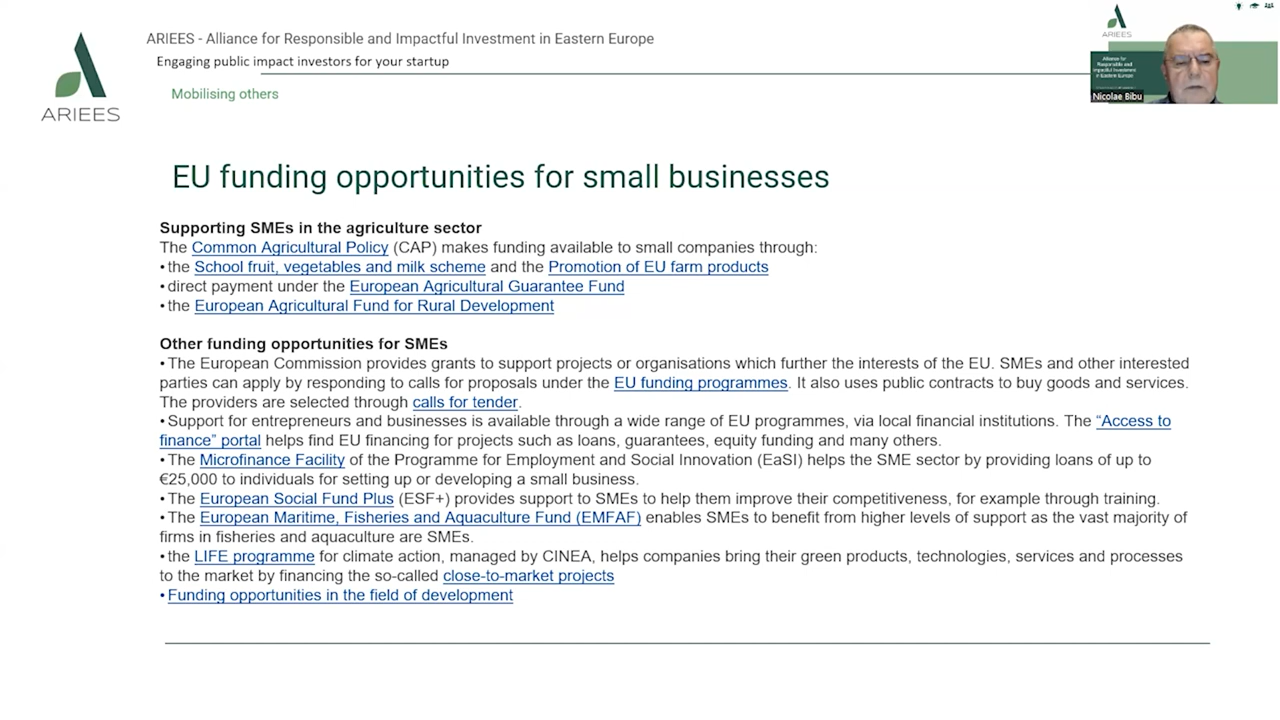 ARIEES - Alliance for Responsible and Impactful Investment in Eastern Europe
Engaging public impact investors for your startup
Mobilising others
ARIEES
ARIEES
Alliance for
Responsible and
Impactful Investment
in Eastern Europe
Nicolae Bibu
EU funding opportunities for small businesses
Supporting SMEs in the agriculture sector
The Common Agricultural Policy (CAP) makes funding available to small companies through:
•the School fruit, vegetables and milk scheme and the Promotion of EU farm products
•direct payment under the European Agricultural Guarantee Fund
•the European Agricultural Fund for Rural Development
Other funding opportunities for SMEs
•The European Commission provides grants to support projects or organisations which further the interests of the EU. SMEs and other interested
parties can apply by responding to calls for proposals under the EU funding programmes. It also uses public contracts to buy goods and services.
The providers are selected through calls for tender.
•Support for entrepreneurs and businesses is available through a wide range of EU programmes, via local financial institutions. The “Access to
finance” portal helps find EU financing for projects such as loans, guarantees, equity funding and many others.
•The Microfinance Facility of the Programme for Employment and Social Innovation (EaSI) helps the SME sector by providing loans of up to
€25,000 to individuals for setting up or developing a small business.
•The European Social Fund Plus (ESF+) provides support to SMEs to help them improve their competitiveness, for example through training.
•The European Maritime, Fisheries and Aquaculture Fund (EMFAF) enables SMEs to benefit from higher levels of support as the vast majority of
firms in fisheries and aquaculture are SMEs.
•the LIFE programme for climate action, managed by CINEA, helps companies bring their green products, technologies, services and processes
to the market by financing the so-called close-to-market projects
•Funding opportunities in the field of development